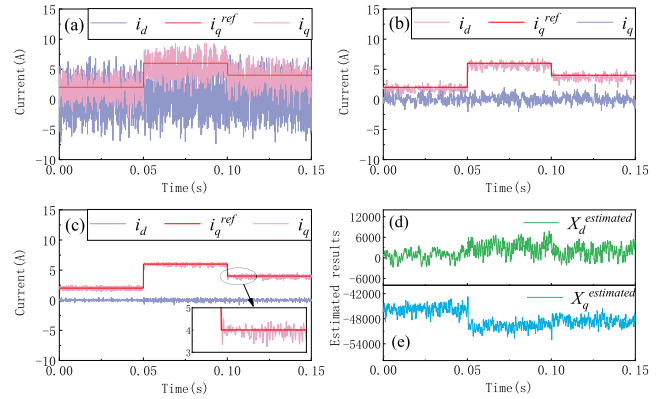 (a) i_d i_q^ref i_q
Current(A)
15
10
5
0
-5
-10
0.00 0.05 0.10 0.15
Time(s)
(b) i_d i_q^ref i_q
Current(A)
15
10
5
0
5
-10
0.00 0.05 0.10 0.15
Time(s)
(c) i_d i_q^ref i_q
Current(A)
15
10
5
0
-5
-10
5
4
3
0.00 0.05 0.10 0.15
Time(s)
(d) X_d^estimated
Estimated results
12000
6000
0
-6000
X_q^estimated
-42000
-48000
-54000
(e)
0.00 0.05 0.10 0.15
Time(s)